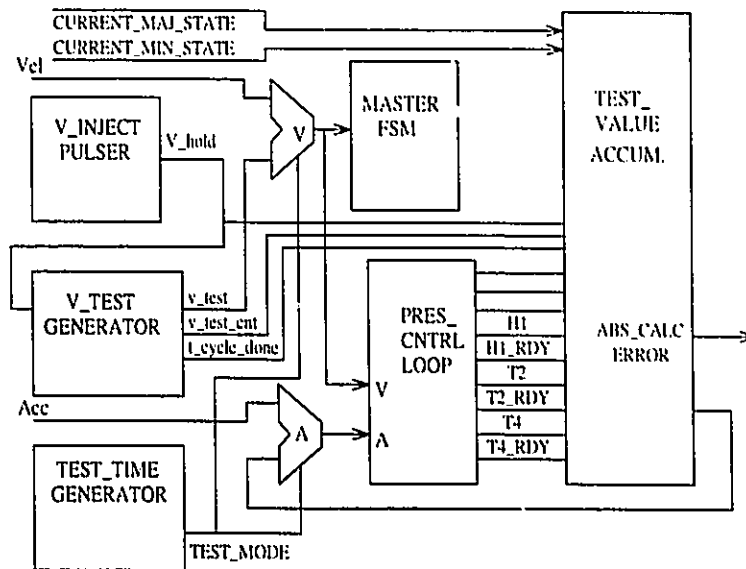 CURRENT_MAJ_STATE
CURRENT_MIN_STATE
Vel
V_INJECT
PULSER
V_hold
V
MASTER
FSM
TEST_
VALUE
ACCUM.
V_TEST
GENERATOR
v_test
v_test_cnt
t_cycle_done
PRES_
CNTRL
LOOP
V
A
H1
H1_RDY
T2
T2_RDY
T4
T4_RDY
ABS_CALC
ERROR
Acc
A
TEST_TIME
GENERATOR
TEST_MODE